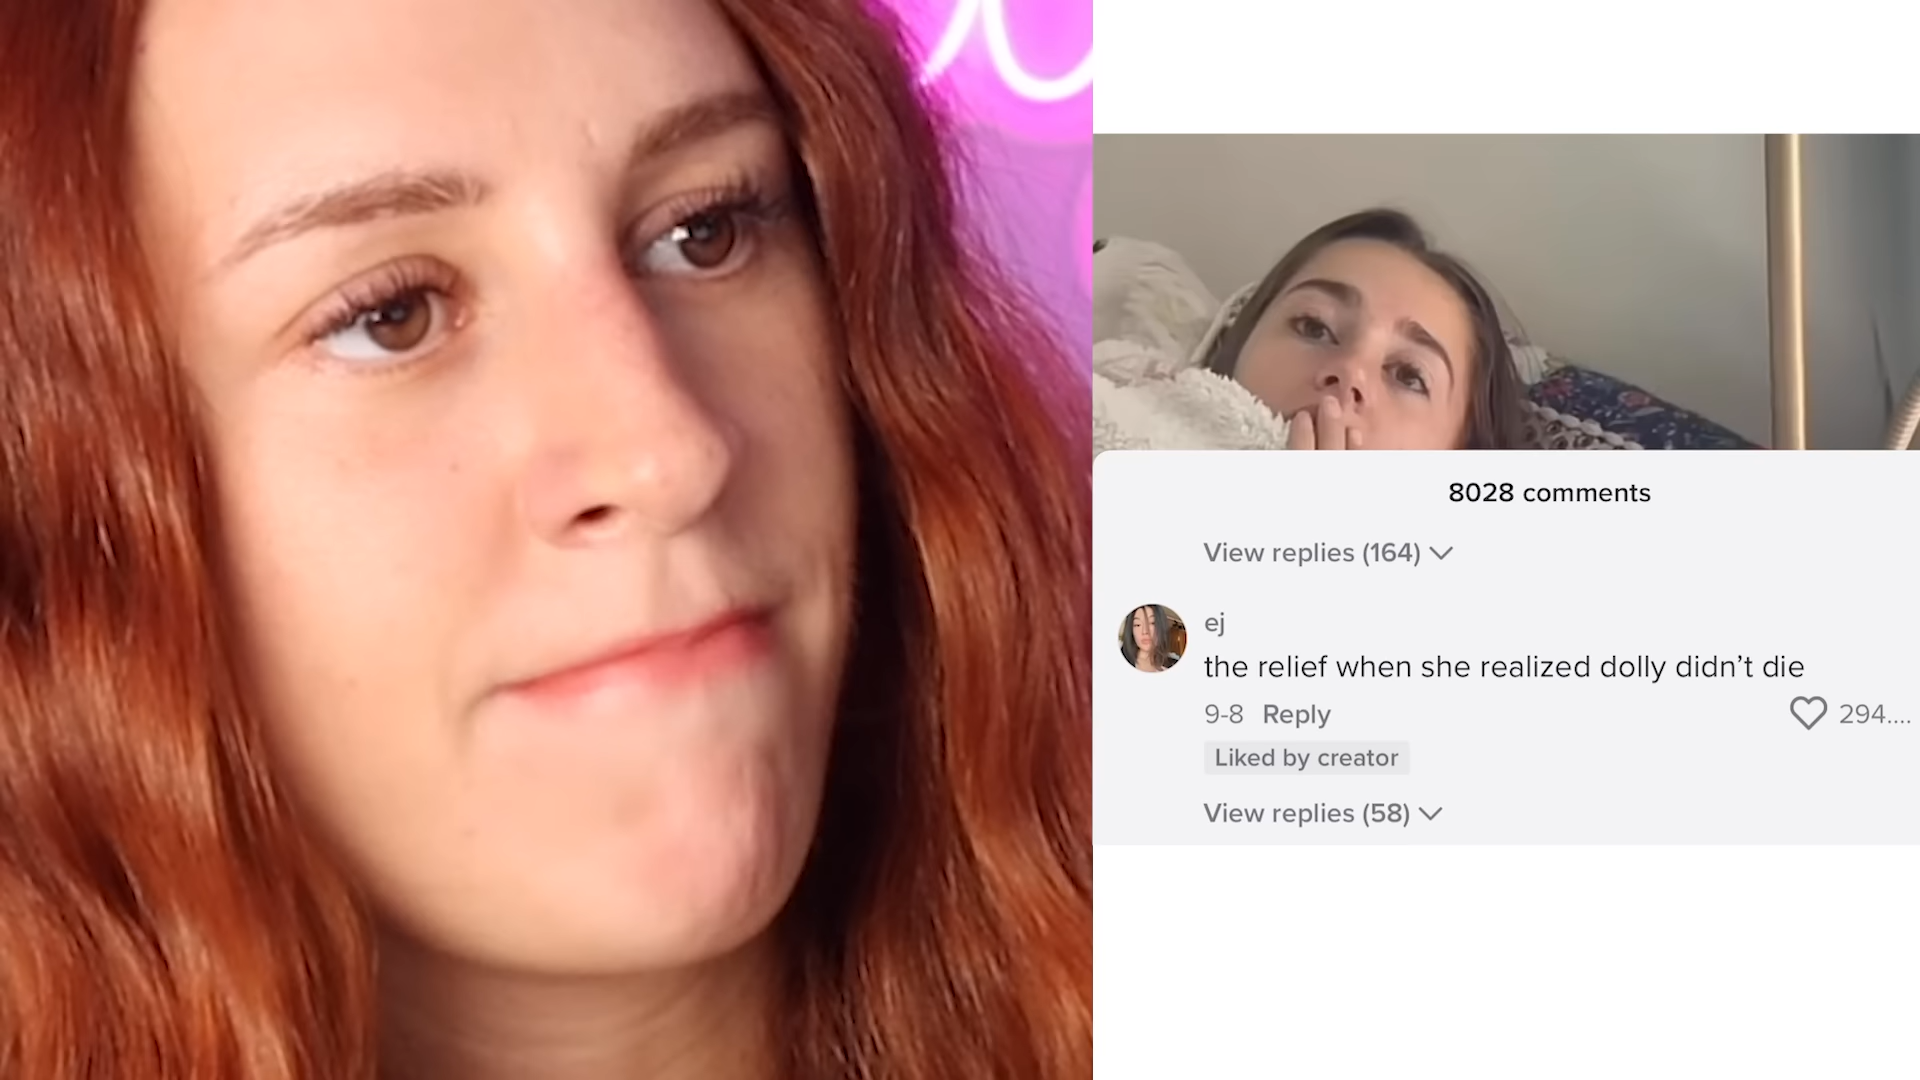 8028 comments
View replies (164)
ej
the relief when she realized dolly didn’t die
9-8 Reply
294....
Liked by creator
View replies (58)